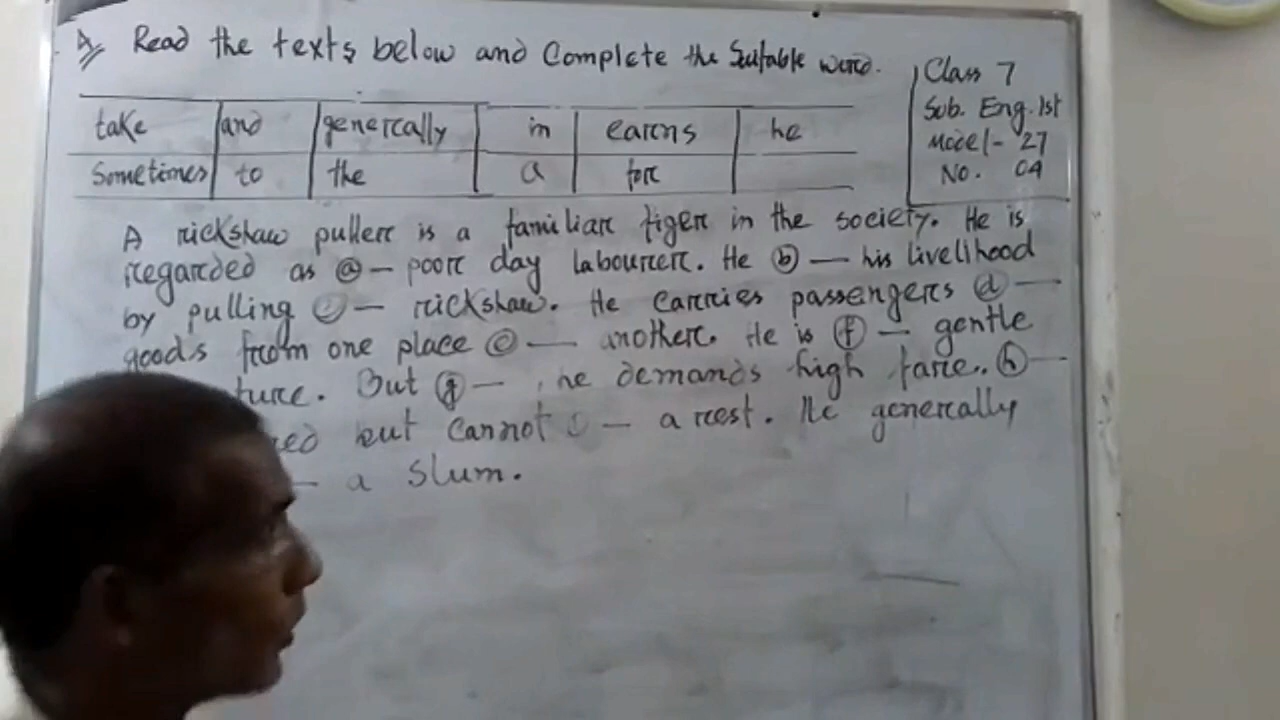 A Read the texts below and Complete the Suitable word.
Class 7
Sub. Eng. 1st
Model - 27
No. 04
take and generally in earns he
Sometimes to the a for
A rickshaw puller is a familiar figer in the society. He is
regarded as (a) — poor day labourer. He (b) — his livelihood
by pulling (c) — rickshaw. He carries passengers (d) —
goods from one place (e) — another. He is (f) — gentle
ture. But (g) — , he demands high fare.. (h) —
red but cannot — a rest. He generally
— a slum.